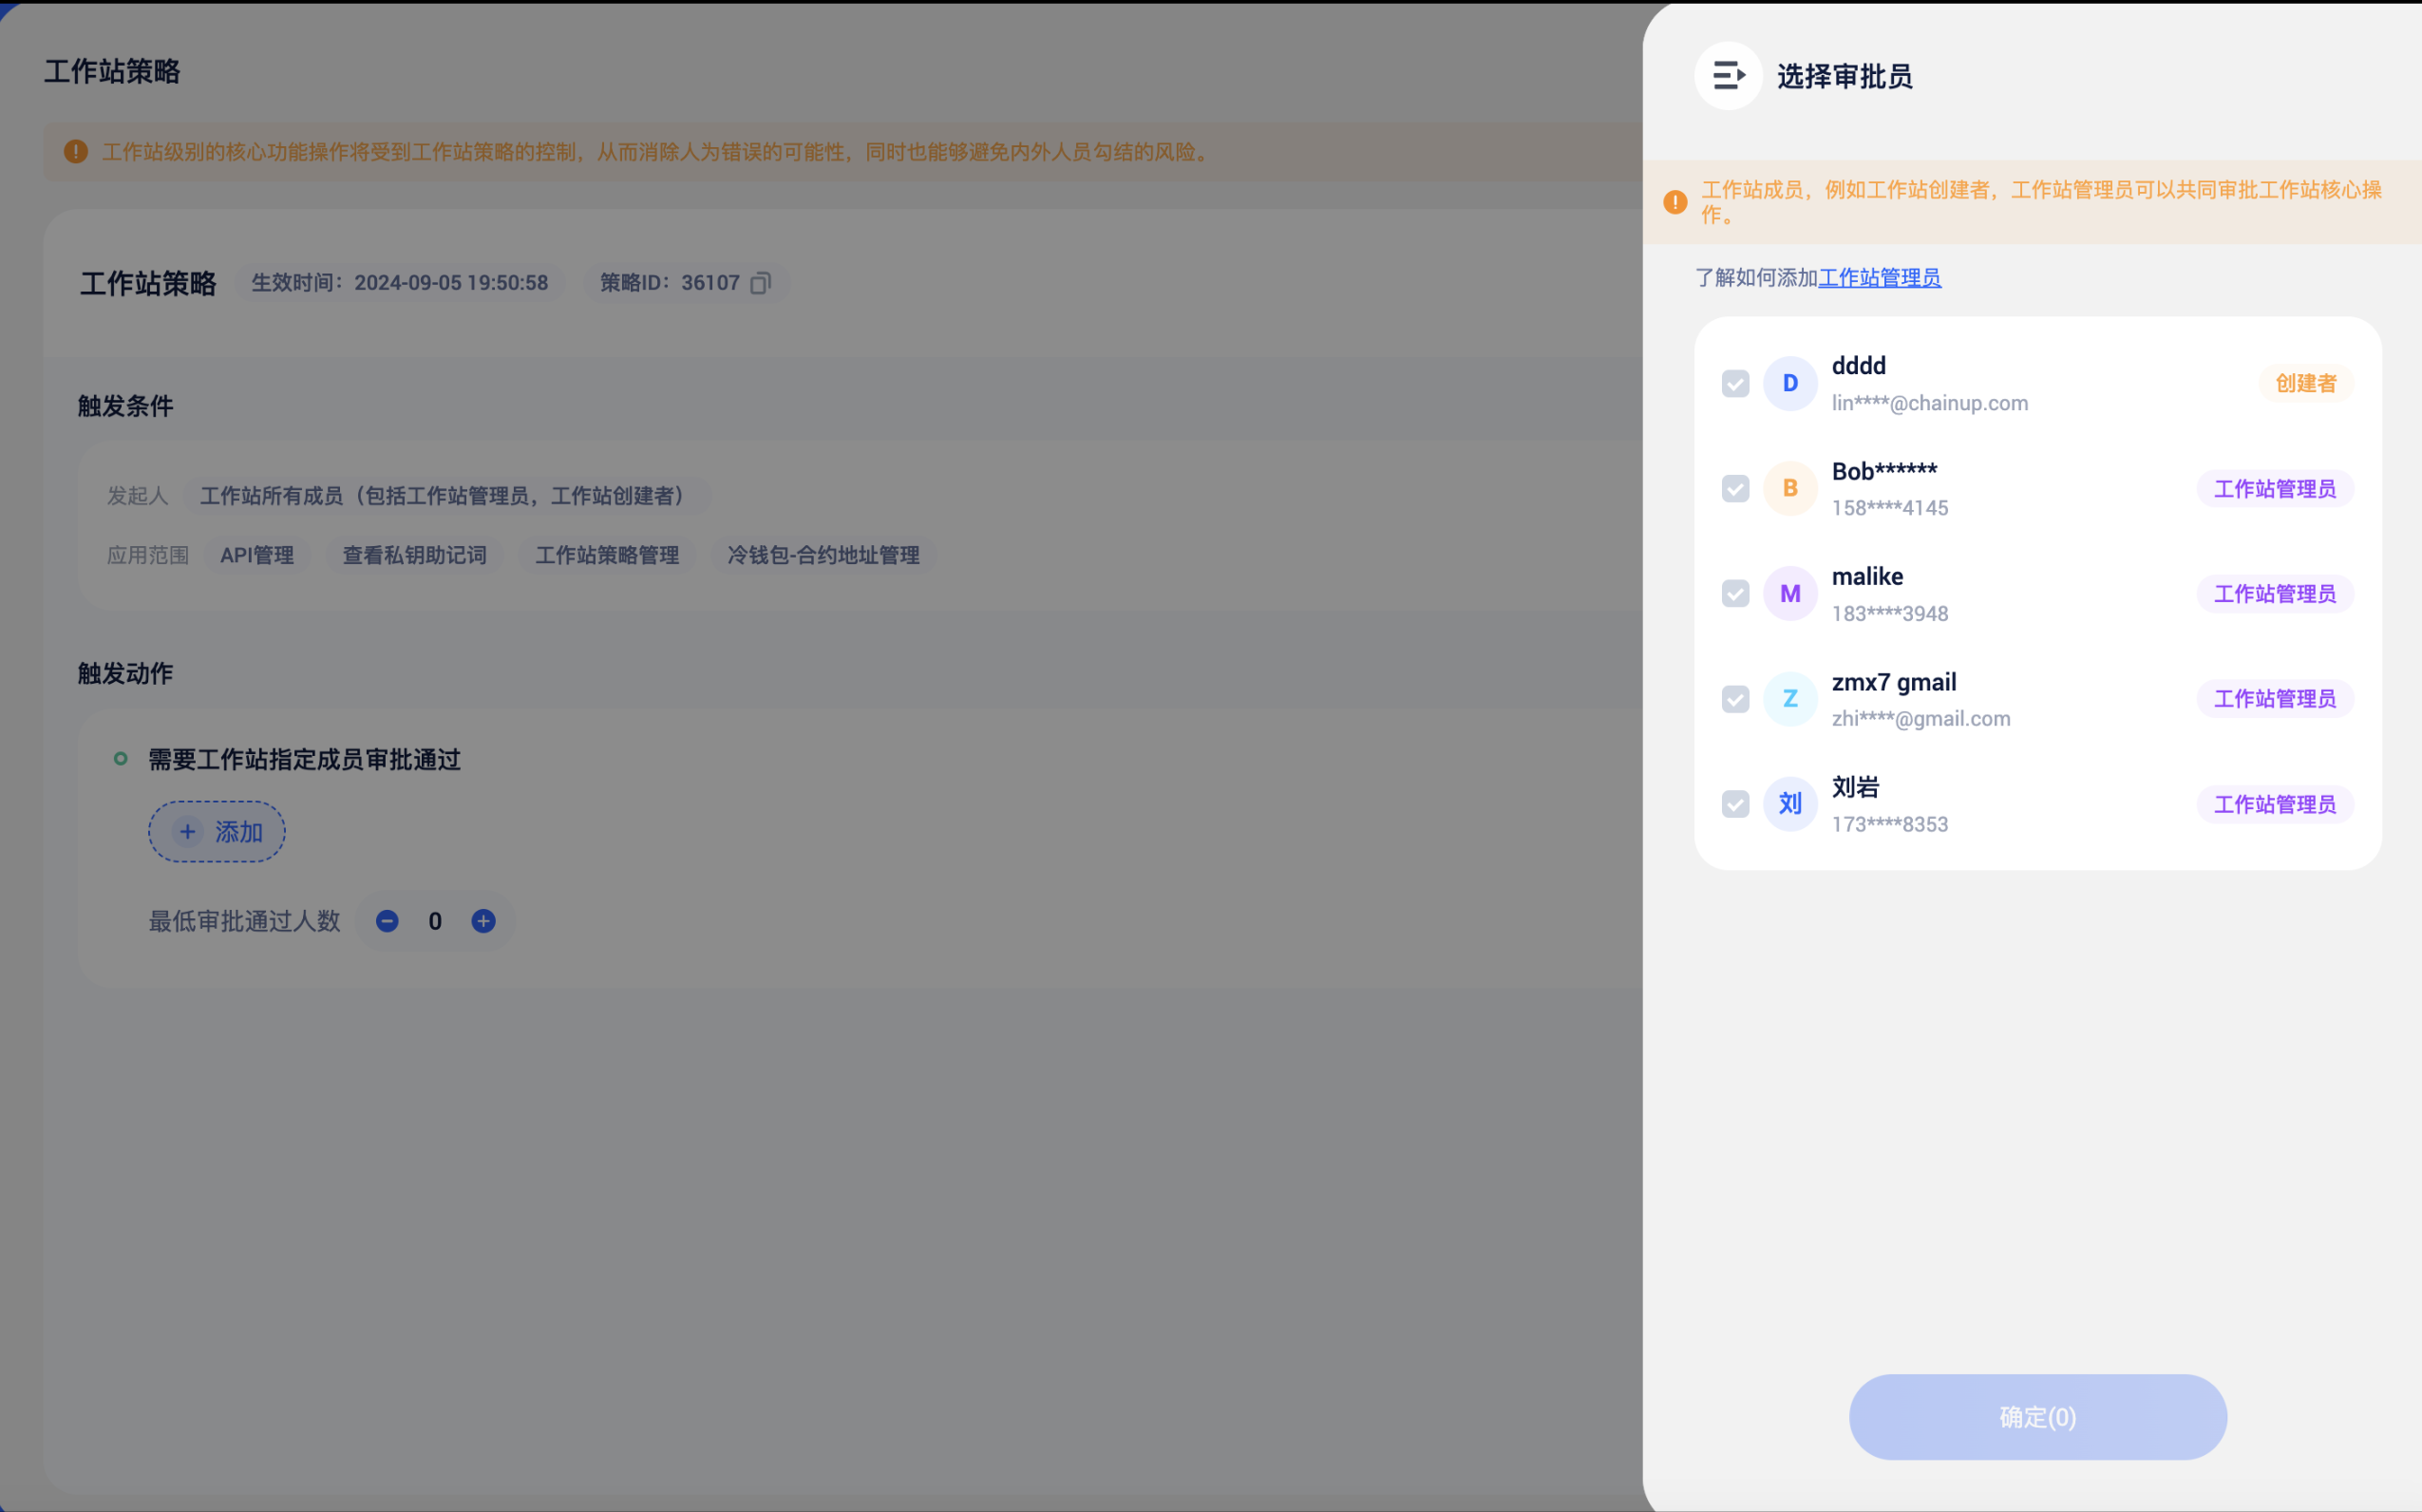 工作站策略
工作站级别的核心功能操作将受到工作站策略的控制，从而消除人为错误的可能性，同时也能够避免内外人员勾结的风险。
工作站策略 生效时间：2024-09-05 19:50:58 策略ID：36107
触发条件
发起人 工作站所有成员（包括工作站管理员，工作站创建者）
应用范围 API管理 查看私钥助记词 工作站策略管理 冷钱包-合约地址管理
触发动作
需要工作站指定成员审批通过
+ 添加
最低审批通过人数 0
选择审批员
工作站成员，例如工作站创建者，工作站管理员可以共同审批工作站核心操
作。
了解如何添加工作站管理员
D dddd 创建者
lin****@chainup.com
B Bob****** 工作站管理员
158****4145
M malike 工作站管理员
183****3948
Z zmx7 gmail 工作站管理员
zhi****@gmail.com
刘 刘岩 工作站管理员
173****8353
确定(0)